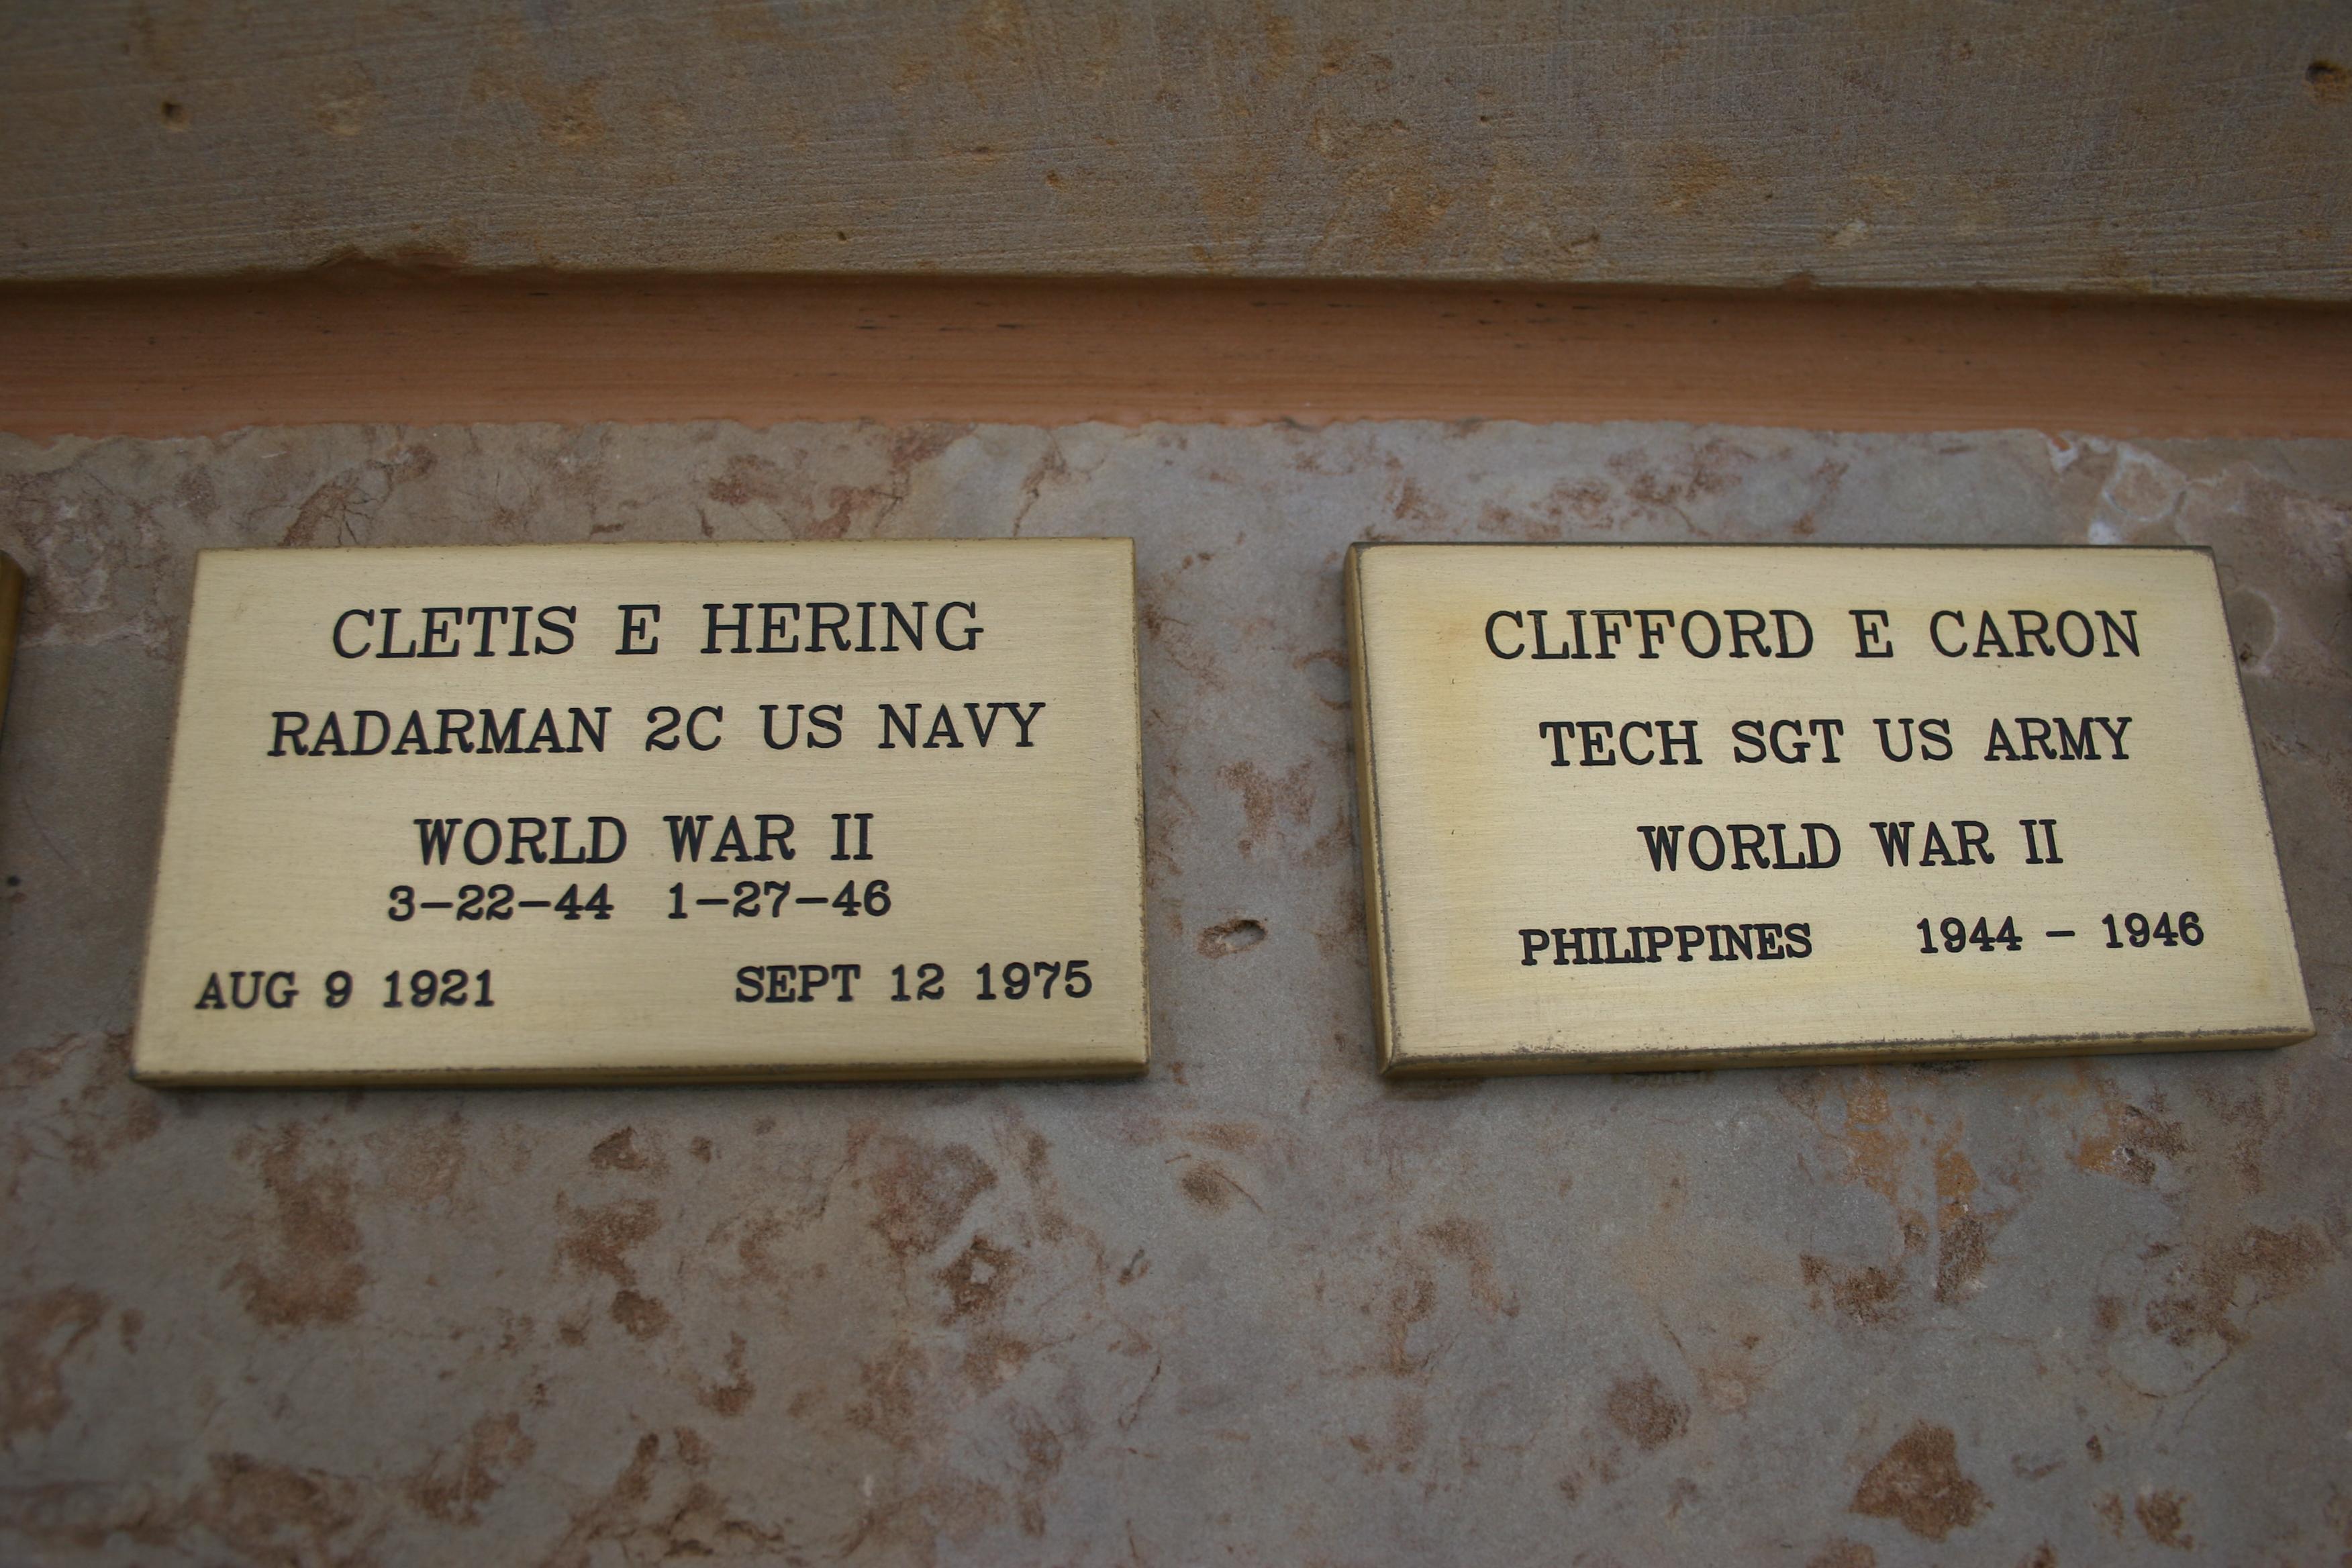 CLETIS E HERING
RADARMAN 2C US NAVY
WORLD WAR II
3-22-44 1-27-46
AUG 9 1921 SEPT 12 1975
CLIFFORD E CARON
TECH SGT US ARMY
WORLD WAR II
PHILIPPINES 1944 - 1946